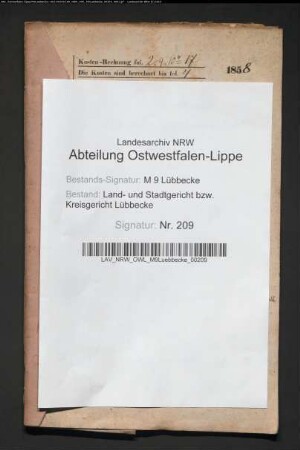 Kosten-Rechnung fol.
Die Kosten sind berechnet bis fol.
1858
Landesarchiv NRW
Abteilung Ostwestfalen-Lippe
Bestands-Signatur: M 9 Lübbecke
Bestand: Land- und Stadtgericht bzw.
Kreisgericht Lübbecke
Signatur: Nr. 209
LAV_NRW_OWL_M9Luebbecke_00209